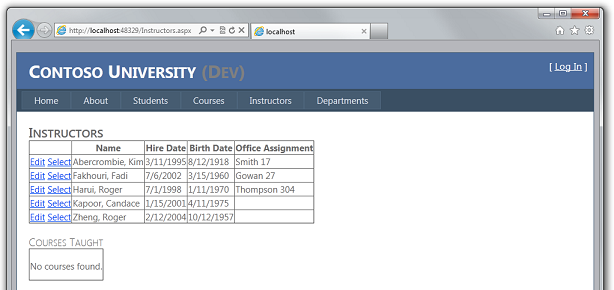 http://localhost:48329/Instructors.aspx
localhost
CONTOSO UNIVERSITY (DEV)
[ Log In ]
Home About Students Courses Instructors Departments
INSTRUCTORS
Name Hire Date Birth Date Office Assignment
Edit Select Abercrombie, Kim 3/11/1995 8/12/1918 Smith 17
Edit Select Fakhouri, Fadi 7/6/2002 3/15/1960 Gowan 27
Edit Select Harui, Roger 7/1/1998 1/11/1970 Thompson 304
Edit Select Kapoor, Candace 1/15/2001 4/11/1975
Edit Select Zheng, Roger 2/12/2004 10/12/1957
COURSES TAUGHT
No courses found.